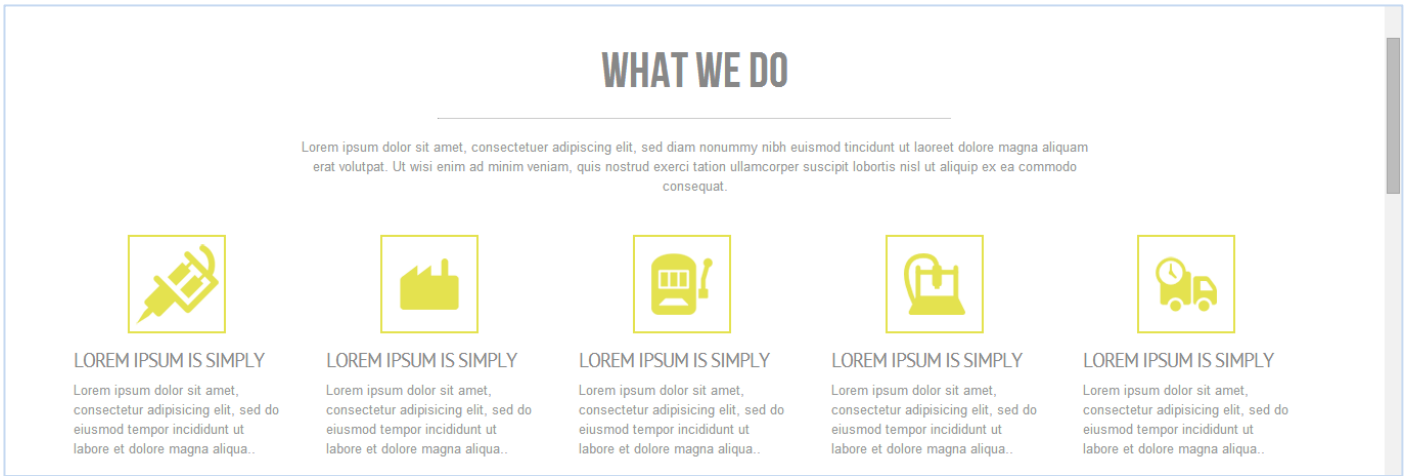 WHAT WE DO
Lorem ipsum dolor sit amet, consectetuer adipiscing elit, sed diam nonummy nibh euismod tincidunt ut laoreet dolore magna aliquam
erat volutpat. Ut wisi enim ad minim veniam, quis nostrud exerci tation ullamcorper suscipit lobortis nisl ut aliquip ex ea commodo
consequat.
LOREM IPSUM IS SIMPLY
Lorem ipsum dolor sit amet,
consectetur adipisicing elit, sed do
eiusmod tempor incididunt ut
labore et dolore magna aliqua..
LOREM IPSUM IS SIMPLY
Lorem ipsum dolor sit amet,
consectetur adipisicing elit, sed do
eiusmod tempor incididunt ut
labore et dolore magna aliqua..
LOREM IPSUM IS SIMPLY
Lorem ipsum dolor sit amet,
consectetur adipisicing elit, sed do
eiusmod tempor incididunt ut
labore et dolore magna aliqua..
LOREM IPSUM IS SIMPLY
Lorem ipsum dolor sit amet,
consectetur adipisicing elit, sed do
eiusmod tempor incididunt ut
labore et dolore magna aliqua..
LOREM IPSUM IS SIMPLY
Lorem ipsum dolor sit amet,
consectetur adipisicing elit, sed do
eiusmod tempor incididunt ut
labore et dolore magna aliqua..